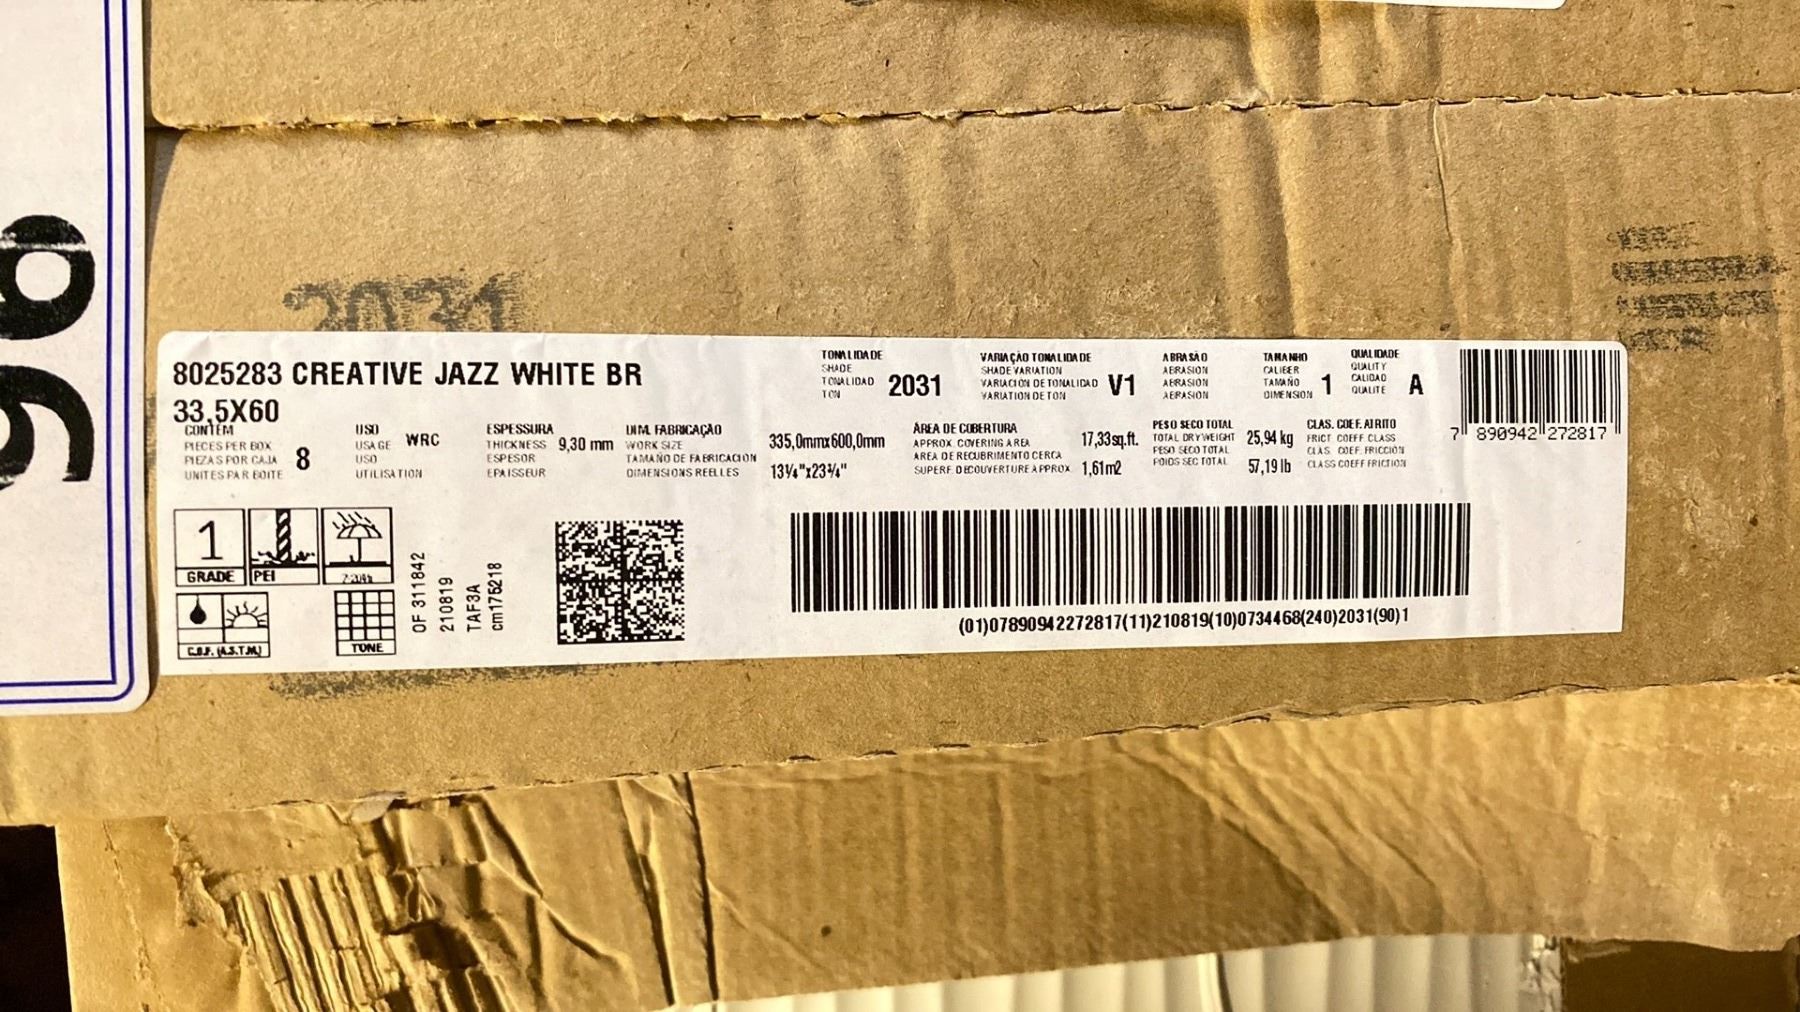 96
2031
8025283 CREATIVE JAZZ WHITE BR
33,5X60
TONALIDADE
SHADE
TONALIDAD
TON
2031
VARIAÇÃO TONALIDADE
SHADE VARIATION
VARIACION DE TONALIDAD
VARIATION DE TON
V1
ABRASÃO
ABRASION
ABRASION
ABRASION
TAMANHO
CALIBER
TAMAÑO
DIMENSION
1
QUALIDADE
QUALITY
CALIDAD
QUALITE
A
7 890942 272817
CONTÉM
PIECES PER BOX
PIEZAS POR CAJA
UNITES PAR BOITE
8
USO
USAGE
USO
UTILISATION
WRC
ESPESSURA
THICKNESS
ESPESOR
EPAISSEUR
9,30 mm
DIM. FABRICAÇÃO
WORK SIZE
TAMAÑO DE FABRICACION
DIMENSIONS REELLES
335,0mmx600,0mm
13¼"x23¾"
ÁREA DE COBERTURA
APPROX. COVERING AREA
AREA DE RECUBRIMENTO CERCA
SUPERF. DECOUVERTURE APPROX
17,33sq.ft.
1,61m2
PESO SECO TOTAL
TOTAL DRY WEIGHT
PESO SECO TOTAL
POIDS SEC TOTAL
25,94 kg
57,19 lb
CLAS. COEF. ATRITO
FRICT COEFF CLASS
CLAS. COEF. FRICCION
CLASS COEFF FRICTION
1
GRADE
PEI
C.O.F. (A.S.T.M.)
TONE
OF 311842
210819
TAF3A
cm175218
(01)07890942272817(11)210819(10)0734468(240)2031(90)1